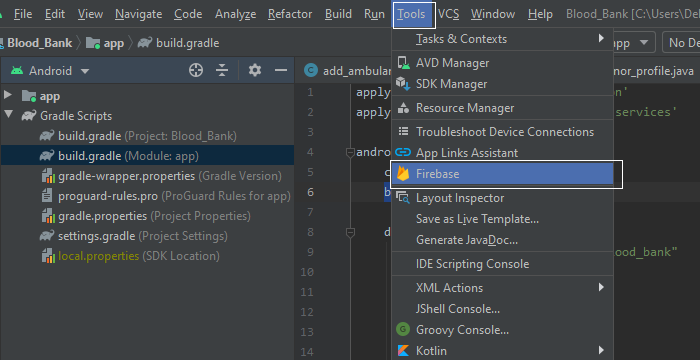 File Edit View Navigate Code Analyze Refactor Build Run Tools VCS Window Help Blood_Bank [C:\Users\De
Blood_Bank app build.gradle app No De
Android add_ambular nor_profile.java
app
Gradle Scripts
build.gradle (Project: Blood_Bank)
build.gradle (Module: app)
gradle-wrapper.properties (Gradle Version)
proguard-rules.pro (ProGuard Rules for app)
gradle.properties (Project Properties)
settings.gradle (Project Settings)
local.properties (SDK Location)
1 apply n'
2 apply services'
3
4 andro
5 c
6 b
7
8 d
9 ood_bank"
10
11
12
13
14
Tasks & Contexts
AVD Manager
SDK Manager
Resource Manager
Troubleshoot Device Connections
App Links Assistant
Firebase
Layout Inspector
Save as Live Template...
Generate JavaDoc...
IDE Scripting Console
XML Actions
JShell Console...
Groovy Console...
Kotlin